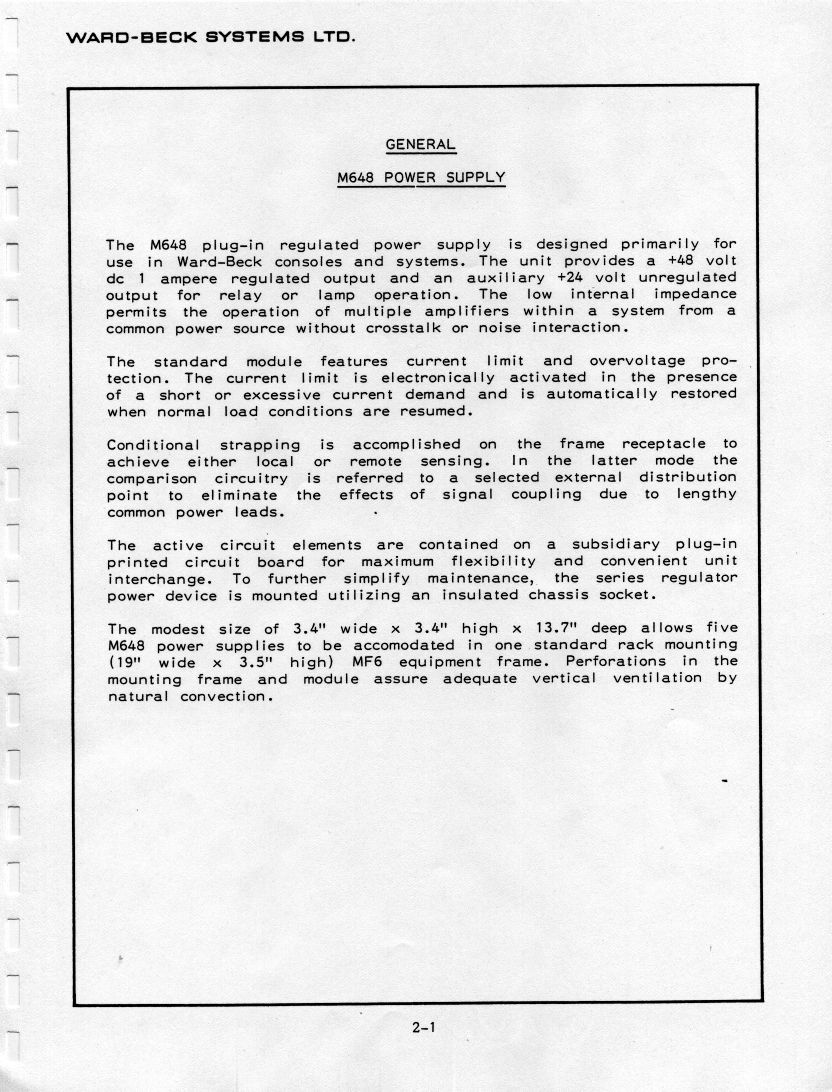 WARD-BECK SYSTEMS LTD.
GENERAL
M648 POWER SUPPLY
The M648 plug-in regulated power supply is designed primarily for
use in Ward-Beck consoles and systems. The unit provides a +48 volt
dc 1 ampere regulated output and an auxiliary +24 volt unregulated
output for relay or lamp operation. The low internal impedance
permits the operation of multiple amplifiers within a system from a
common power source without crosstalk or noise interaction.
The standard module features current limit and overvoltage pro-
tection. The current limit is electronically activated in the presence
of a short or excessive current demand and is automatically restored
when normal load conditions are resumed.
Conditional strapping is accomplished on the frame receptacle to
achieve either local or remote sensing. In the latter mode the
comparison circuitry is referred to a selected external distribution
point to eliminate the effects of signal coupling due to lengthy
common power leads.
The active circuit elements are contained on a subsidiary plug-in
printed circuit board for maximum flexibility and convenient unit
interchange. To further simplify maintenance, the series regulator
power device is mounted utilizing an insulated chassis socket.
The modest size of 3.4" wide x 3.4" high x 13.7" deep allows five
M648 power supplies to be accomodated in one standard rack mounting
(19" wide x 3.5" high) MF6 equipment frame. Perforations in the
mounting frame and module assure adequate vertical ventilation by
natural convection.
2-1